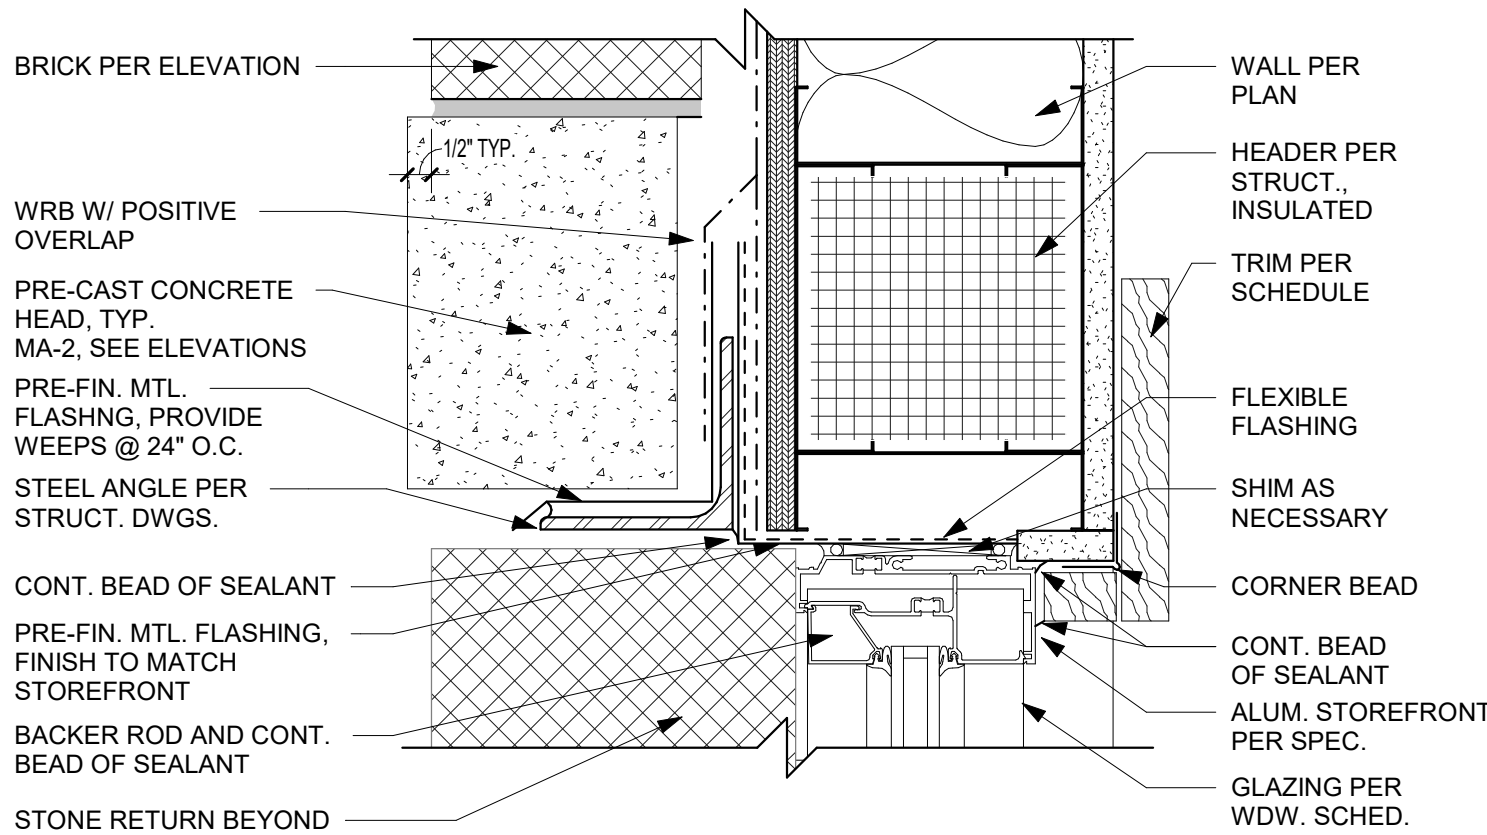 BRICK PER ELEVATION
1/2" TYP.
WRB W/ POSITIVE
OVERLAP
PRE-CAST CONCRETE
HEAD, TYP.
MA-2, SEE ELEVATIONS
PRE-FIN. MTL.
FLASHNG, PROVIDE
WEEPS @ 24" O.C.
STEEL ANGLE PER
STRUCT. DWGS.
CONT. BEAD OF SEALANT
PRE-FIN. MTL. FLASHING,
FINISH TO MATCH
STOREFRONT
BACKER ROD AND CONT.
BEAD OF SEALANT
STONE RETURN BEYOND
WALL PER
PLAN
HEADER PER
STRUCT.,
INSULATED
TRIM PER
SCHEDULE
FLEXIBLE
FLASHING
SHIM AS
NECESSARY
CORNER BEAD
CONT. BEAD
OF SEALANT
ALUM. STOREFRONT
PER SPEC.
GLAZING PER
WDW. SCHED.